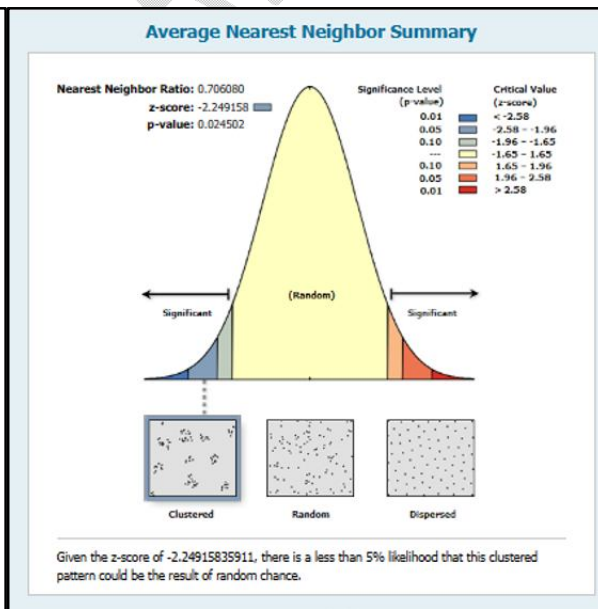 Average Nearest Neighbor Summary
Nearest Neighbor Ratio: 0.706080
z-score: -2.249158
p-value: 0.024502
Significance Level (p-value) Critical Value (z-score)
0.01 < -2.58
0.05 -2.58 - -1.96
0.10 -1.96 - -1.65
--- -1.65 - 1.65
0.10 1.65 - 1.96
0.05 1.96 - 2.58
0.01 > 2.58
(Random)
Significant Significant
Clustered Random Dispersed
Given the z-score of -2.24915835911, there is a less than 5% likelihood that this clustered
pattern could be the result of random chance.